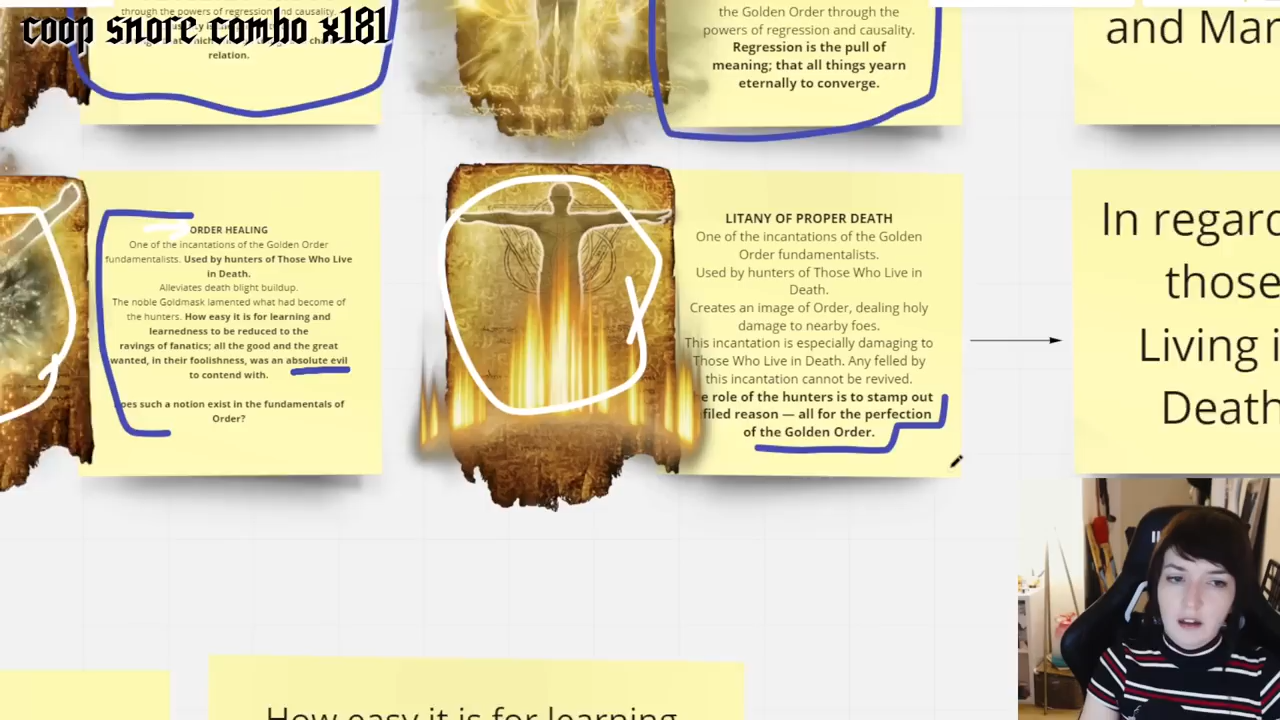 coop snore combo x181
through the powers of regression and causality.
relation.
the Golden Order through the
powers of regression and causality.
Regression is the pull of
meaning; that all things yearn
eternally to converge.
and Mar
ORDER HEALING
One of the incantations of the Golden Order
fundamentalists. Used by hunters of Those Who Live
in Death.
Alleviates death blight buildup.
The noble Goldmask lamented what had become of
the hunters. How easy it is for learning and
learnedness to be reduced to the
ravings of fanatics; all the good and the great
wanted, in their foolishness, was an absolute evil
to contend with.
oes such a notion exist in the fundamentals of
Order?
LITANY OF PROPER DEATH
One of the incantations of the Golden
Order fundamentalists.
Used by hunters of Those Who Live in
Death.
Creates an image of Order, dealing holy
damage to nearby foes.
This incantation is especially damaging to
Those Who Live in Death. Any felled by
this incantation cannot be revived.
e role of the hunters is to stamp out
filed reason — all for the perfection
of the Golden Order.
In regard
those
Living i
Death
How easy it is for learning